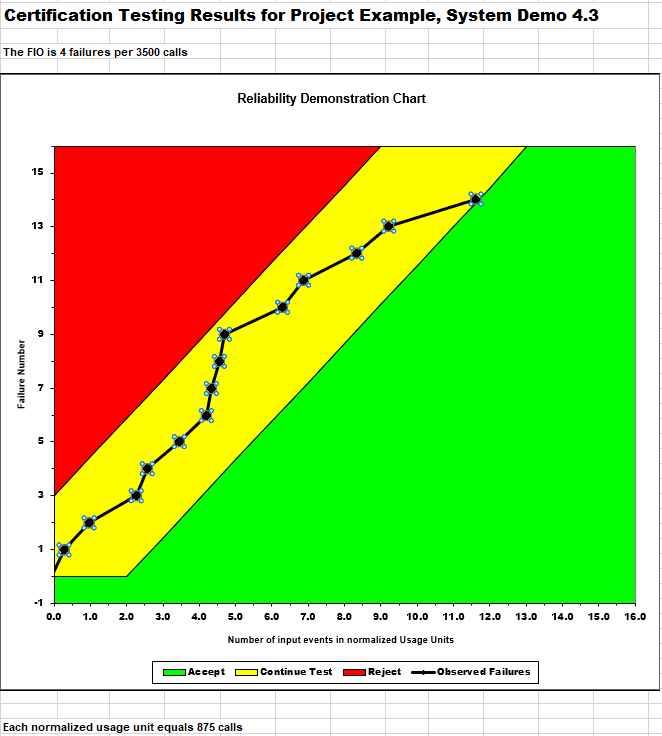 Certification Testing Results for Project Example, System Demo 4.3
The FIO is 4 failures per 3500 calls
Reliability Demonstration Chart
15
13
11
9
7
5
3
1
-1
Failure Number
0.0 1.0 2.0 3.0 4.0 5.0 6.0 7.0 8.0 9.0 10.0 11.0 12.0 13.0 14.0 15.0 16.0
Number of input events in normalized Usage Units
Accept Continue Test Reject Observed Failures
Each normalized usage unit equals 875 calls